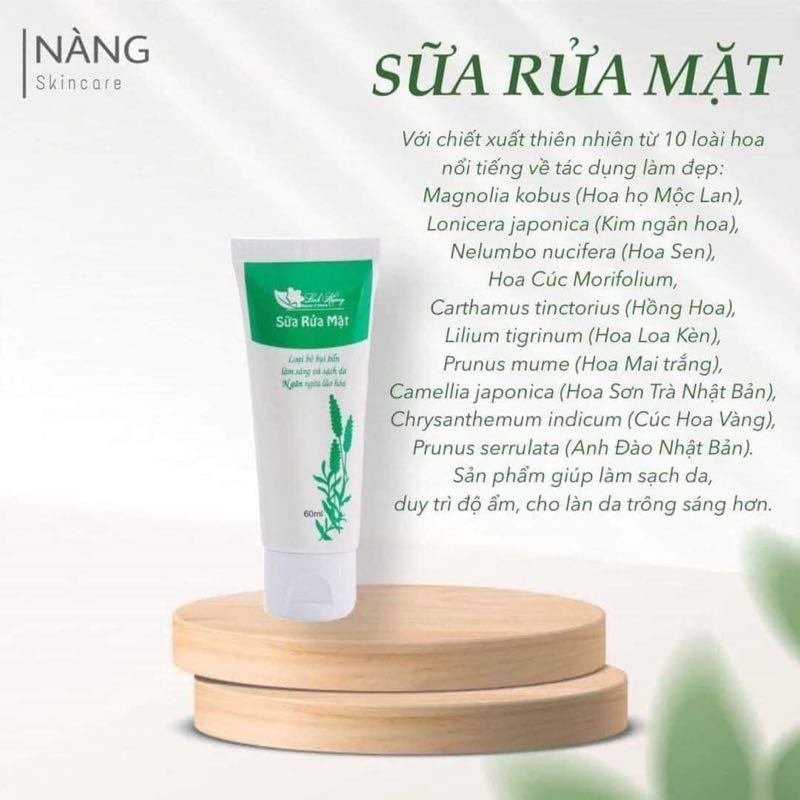 NÀNG
Skincare
SỮA RỬA MẶT
Với chiết xuất thiên nhiên từ 10 loài hoa
nổi tiếng về tác dụng làm đẹp:
Magnolia kobus (Hoa họ Mộc Lan),
Lonicera japonica (Kim ngân hoa),
Nelumbo nucifera (Hoa Sen),
Hoa Cúc Morifolium,
Carthamus tinctorius (Hồng Hoa),
Lilium tigrinum (Hoa Loa Kèn),
Prunus mume (Hoa Mai trắng),
Camellia japonica (Hoa Sơn Trà Nhật Bản),
Chrysanthemum indicum (Cúc Hoa Vàng),
Prunus serrulata (Anh Đào Nhật Bản).
Sản phẩm giúp làm sạch da,
duy trì độ ẩm, cho làn da trông sáng hơn.
Sữa Rửa Mặt
Loại bỏ bụi bẩn
làm sáng và sạch da
Ngăn ngừa lão hóa
60ml